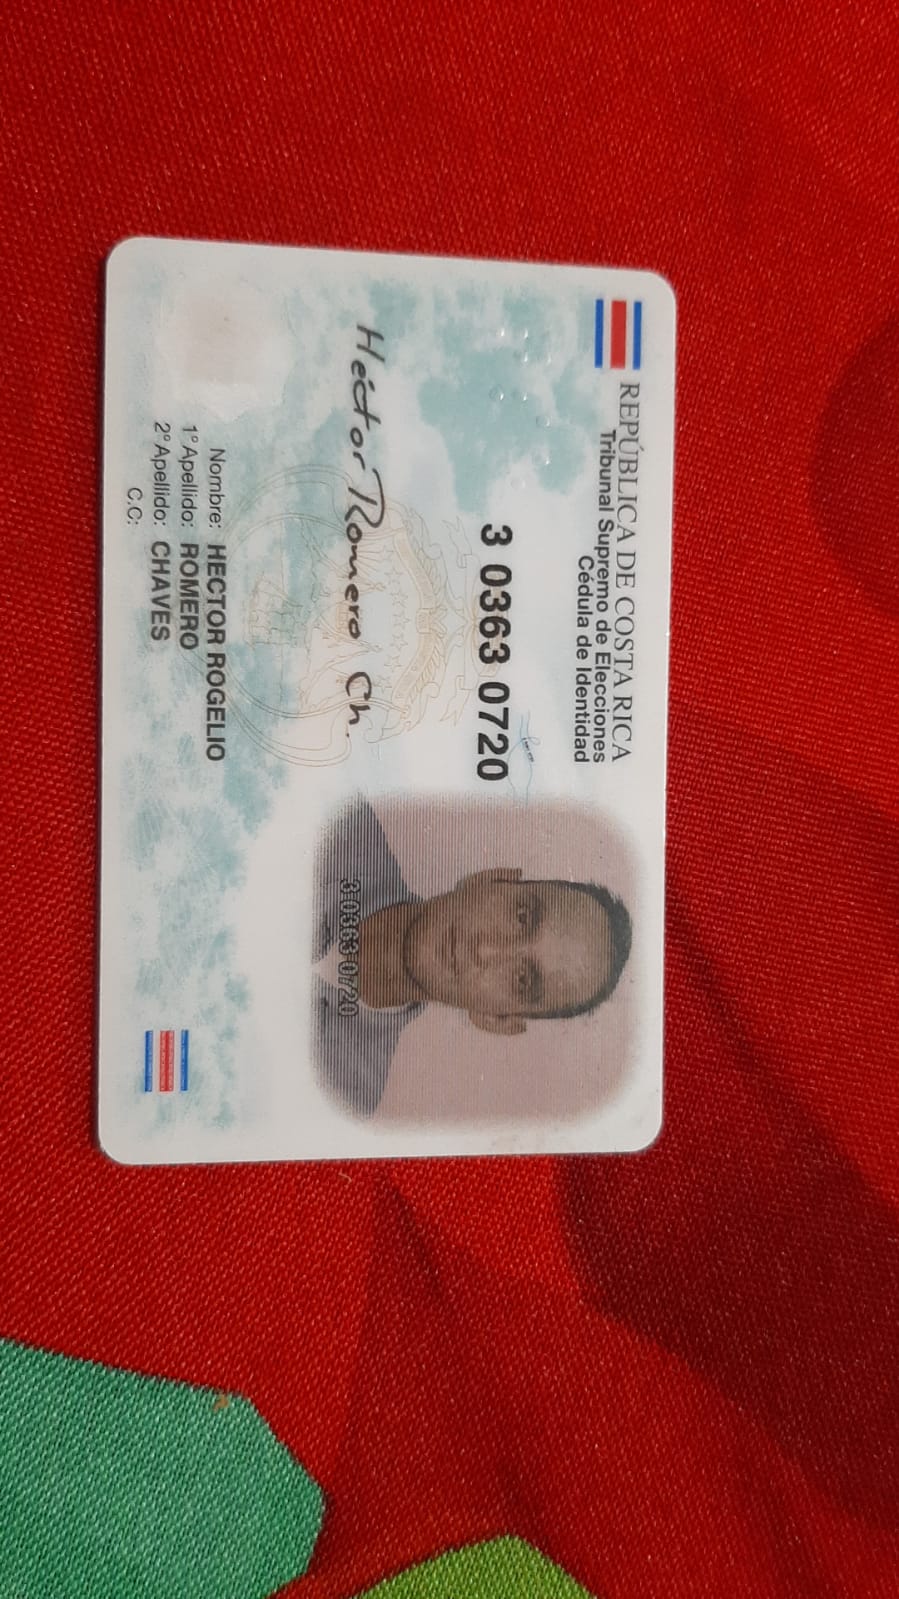 REPÚBLICA DE COSTA RICA
Tribunal Supremo de Elecciones
Cédula de Identidad
3 0363 0720
Héctor Romero Ch.
3 0363 0720
Nombre: HECTOR ROGELIO
1° Apellido: ROMERO
2° Apellido: CHAVES
C.C: